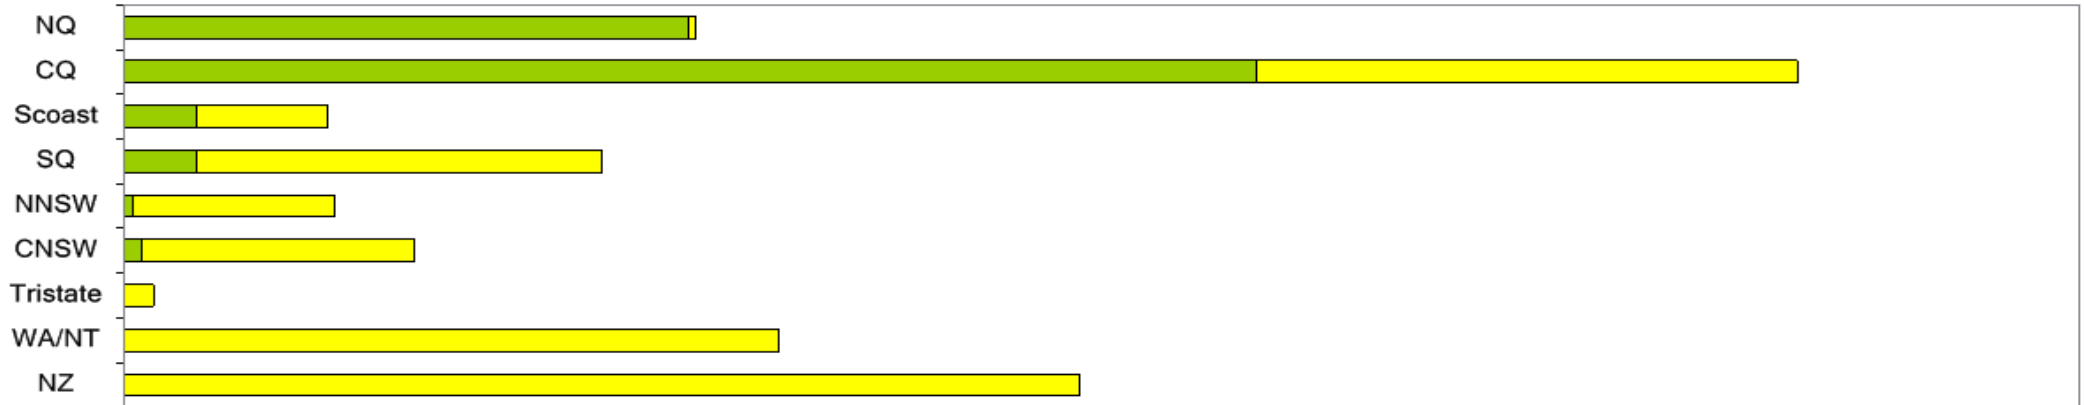 NQ
CQ
Scoast
SQ
NNSW
CNSW
Tristate
WA/NT
NZ